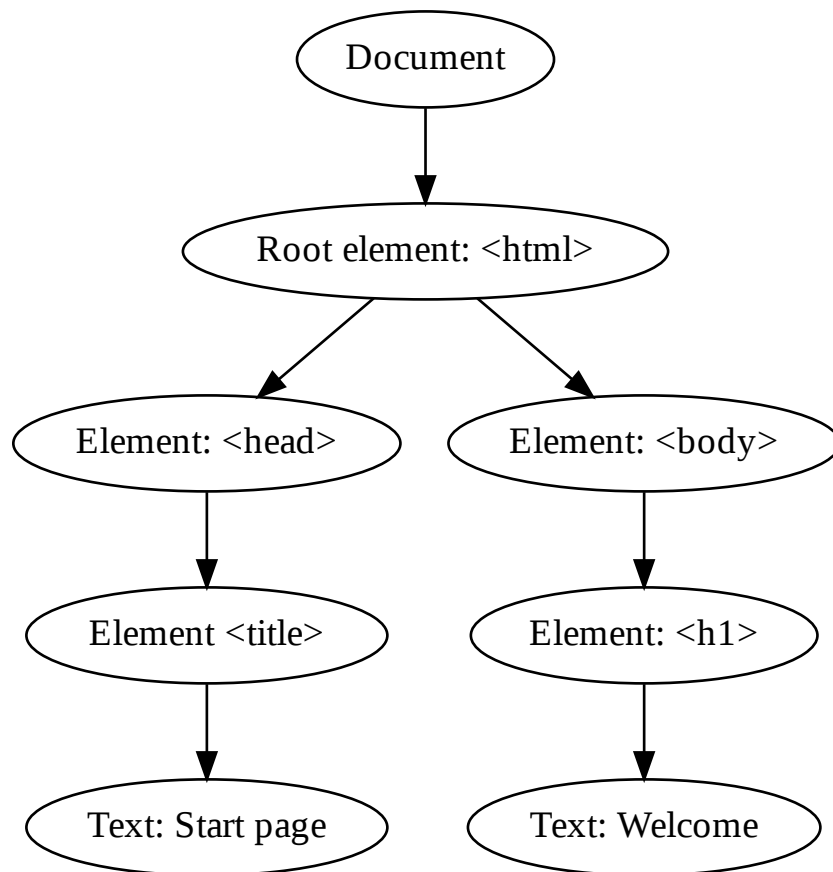 Document
Root element: <html>
Element: <head>
Element: <body>
Element <title>
Element: <h1>
Text: Start page
Text: Welcome